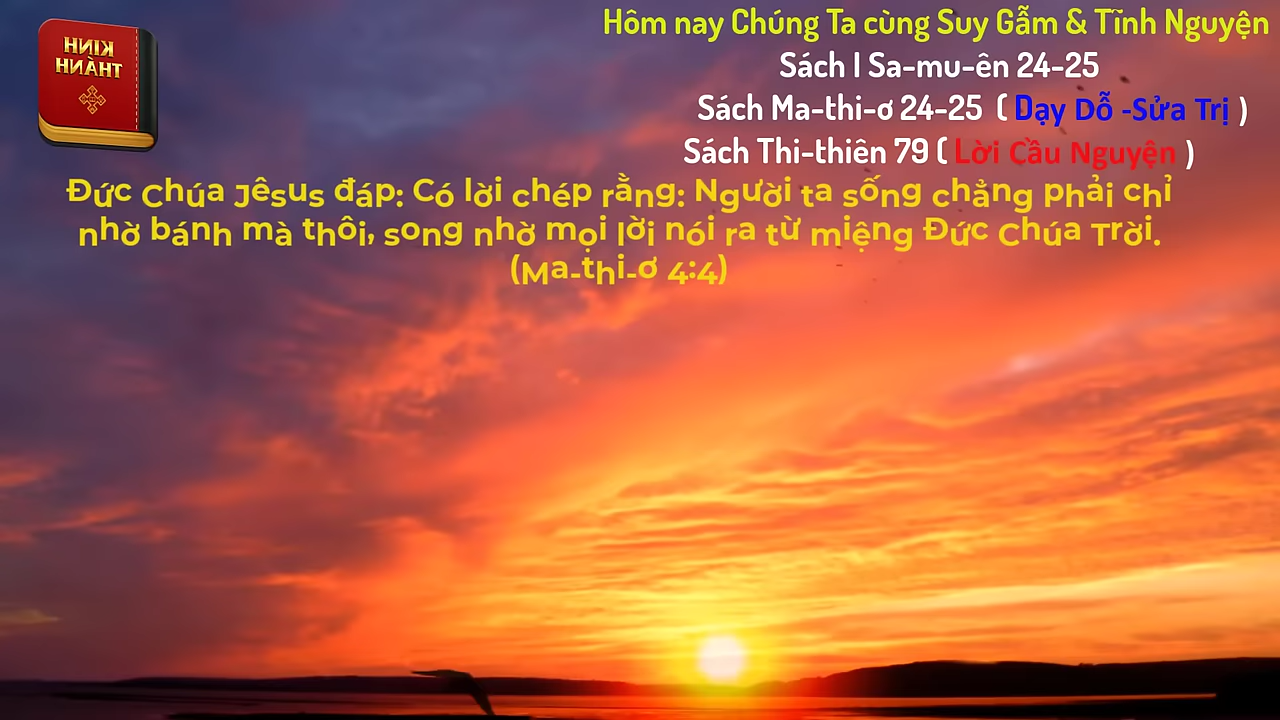 KINH
THÀNH
Hôm nay Chúng Ta cùng Suy Gẫm & Tĩnh Nguyện
Sách I Sa-mu-ên 24-25
Sách Ma-thi-ơ 24-25 ( Dạy Dỗ -Sửa Trị )
Sách Thi-thiên 79 ( Lời Cầu Nguyện )
Đức Chúa Jêsus đáp: Có lời chép rằng: Người ta sống chẳng phải chỉ
nhờ bánh mà thôi, song nhờ mọi lời nói ra từ miệng Đức Chúa Trời.
(Ma-thi-ơ 4:4)